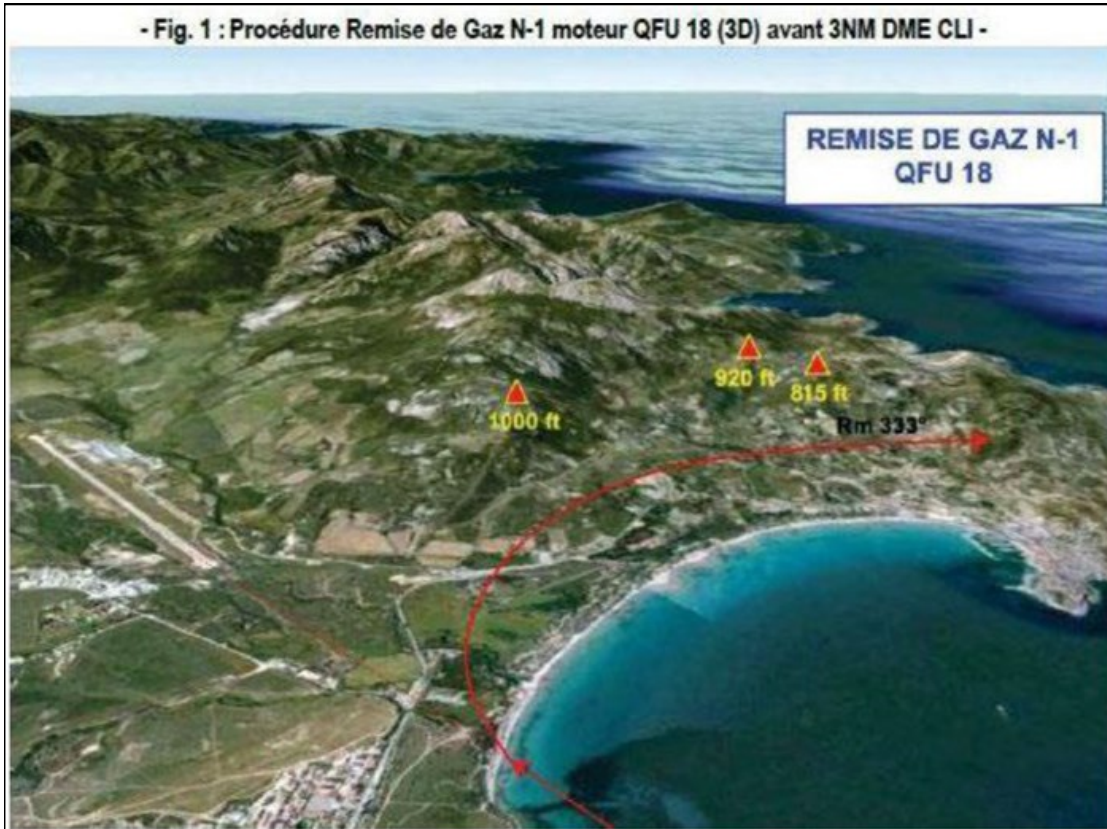 - Fig. 1 : Procédure Remise de Gaz N-1 moteur QFU 18 (3D) avant 3NM DME CLI -
REMISE DE GAZ N-1
QFU 18
920 ft
815 ft
1000 ft
Rm 333°